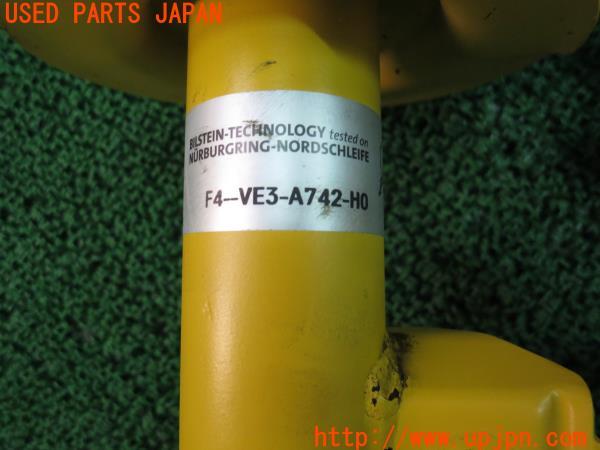 USED PARTS JAPAN
BILSTEIN-TECHNOLOGY tested on
NÜRBURGRING-NORDSCHLEIFE
F4--VE3-A742-H0
http://www.upjpn.com/